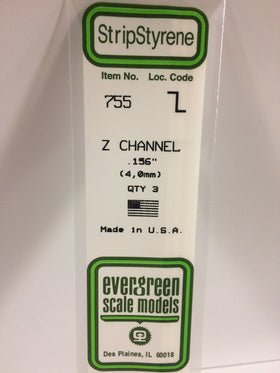 StripStyrene
Item No. Loc. Code
755
Z CHANNEL
.156"
(4,0mm)
QTY 3
Made in U.S.A.
evergreen
scale models
Des Plaines, IL 60018